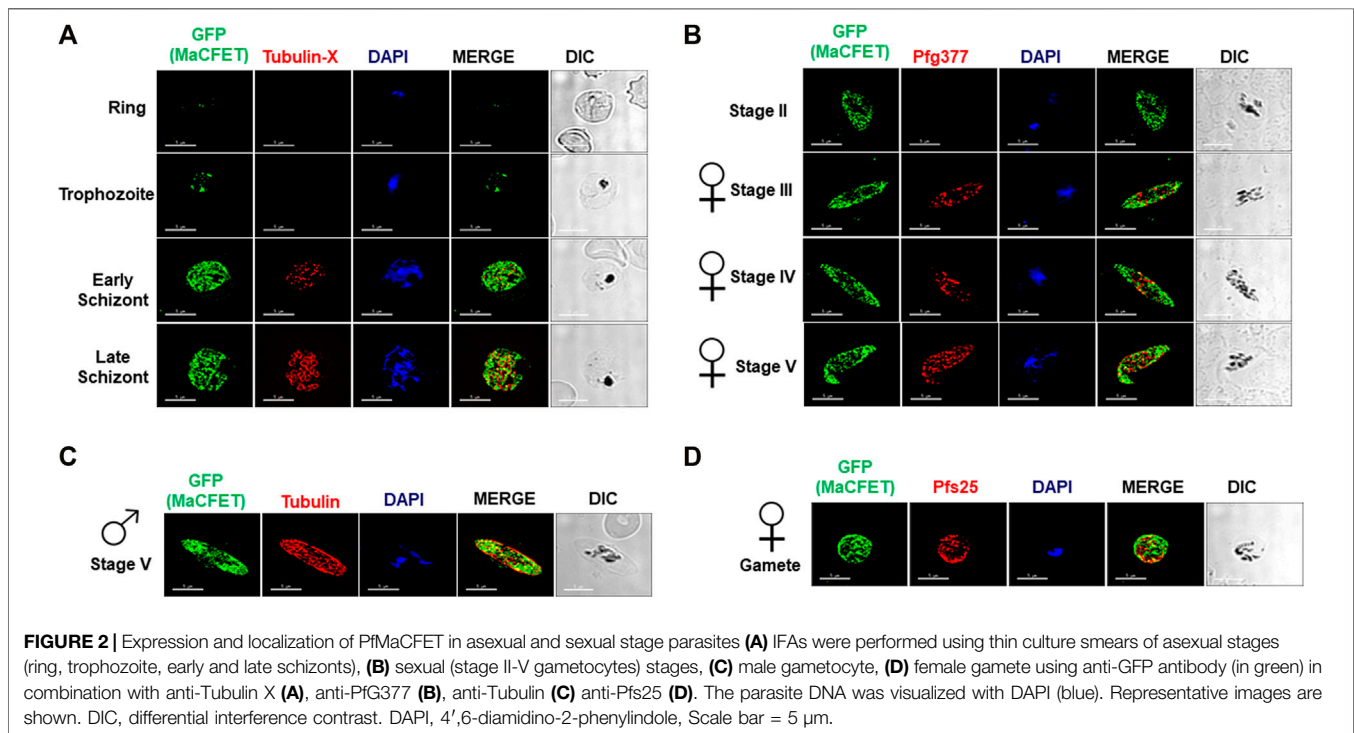 A
GFP
(MaCFET) Tubulin-X DAPI MERGE DIC
Ring
Trophozoite
Early
Schizont
Late
Schizont
B
GFP
(MaCFET) Pfg377 DAPI MERGE DIC
Stage II
♀ Stage III
♀ Stage IV
♀ Stage V
C
GFP
(MaCFET) Tubulin DAPI MERGE DIC
♂
Stage V
D
GFP
(MaCFET) Pfs25 DAPI MERGE DIC
♀
Gamete
5 µm
FIGURE 2 | Expression and localization of PfMaCFET in asexual and sexual stage parasites (A) IFAs were performed using thin culture smears of asexual stages
(ring, trophozoite, early and late schizonts), (B) sexual (stage II-V gametocytes) stages, (C) male gametocyte, (D) female gamete using anti-GFP antibody (in green) in
combination with anti-Tubulin X (A), anti-PfG377 (B), anti-Tubulin (C) anti-Pfs25 (D). The parasite DNA was visualized with DAPI (blue). Representative images are
shown. DIC, differential interference contrast. DAPI, 4′,6-diamidino-2-phenylindole, Scale bar = 5 µm.